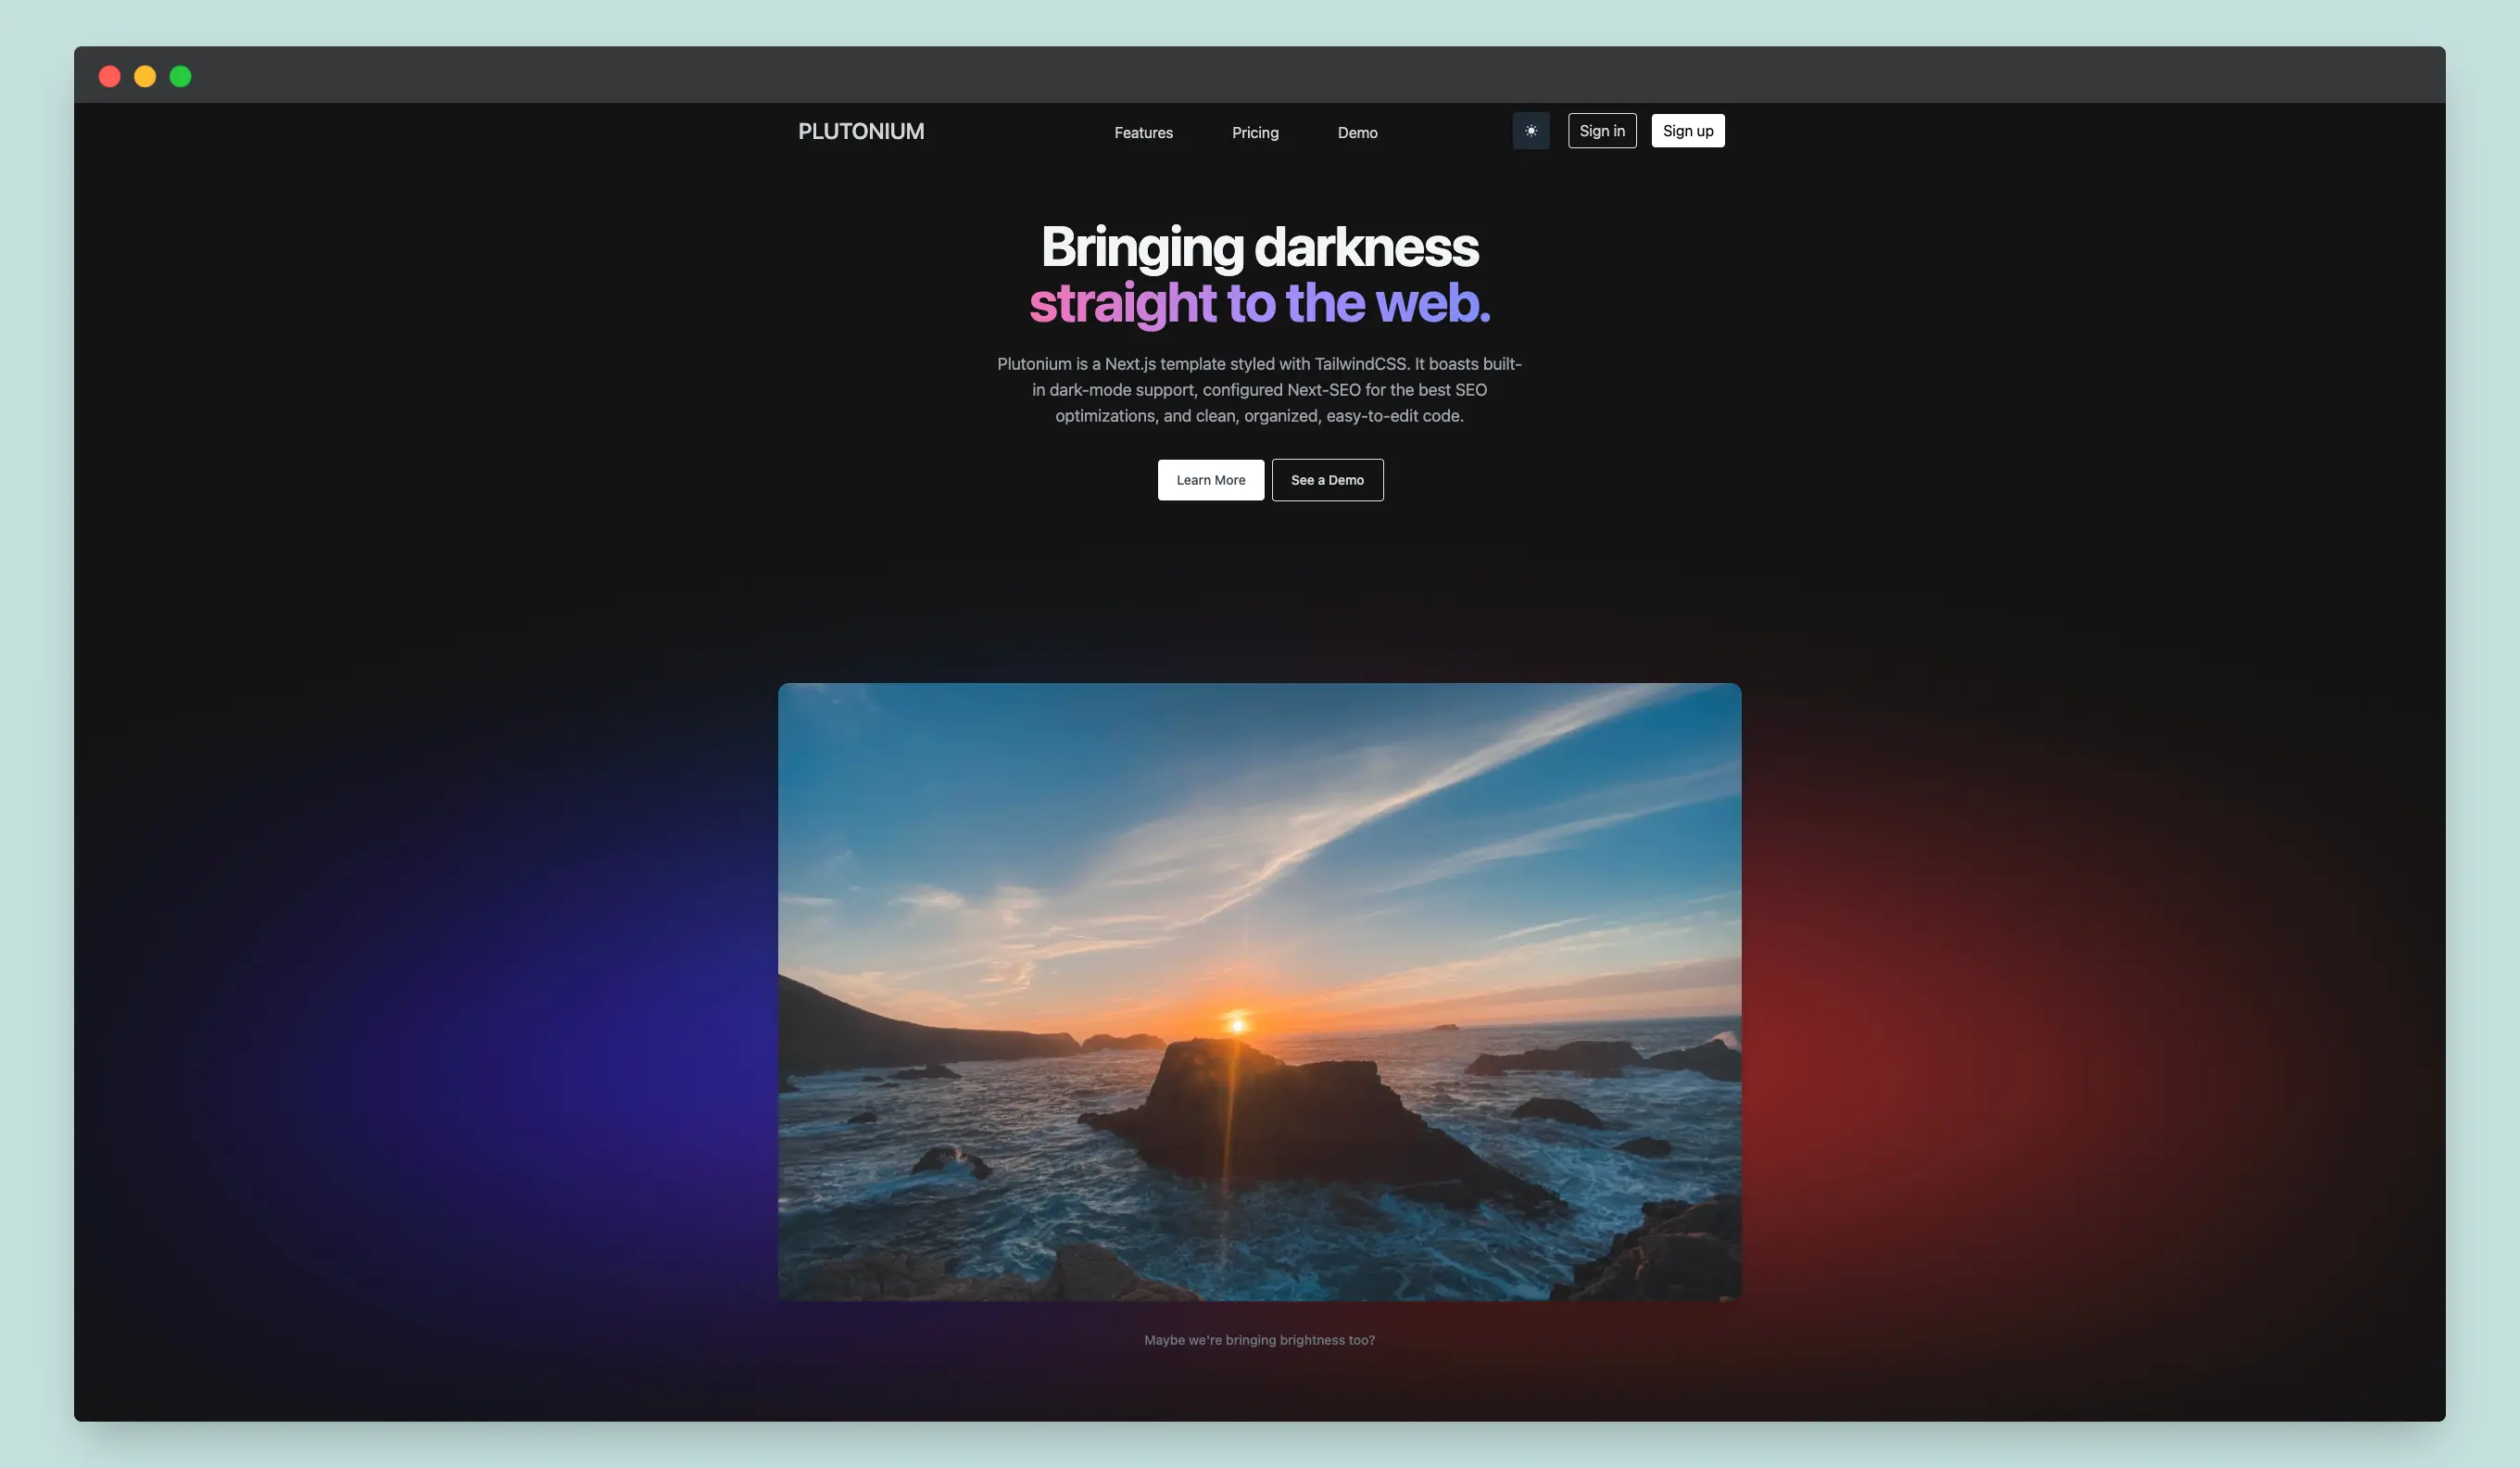 PLUTONIUM
Features
Pricing
Demo
Sign in
Sign up
Bringing darkness
straight to the web.
Plutonium is a Next.js template styled with TailwindCSS. It boasts built-
in dark-mode support, configured Next-SEO for the best SEO
optimizations, and clean, organized, easy-to-edit code.
Learn More
See a Demo
Maybe we're bringing brightness too?